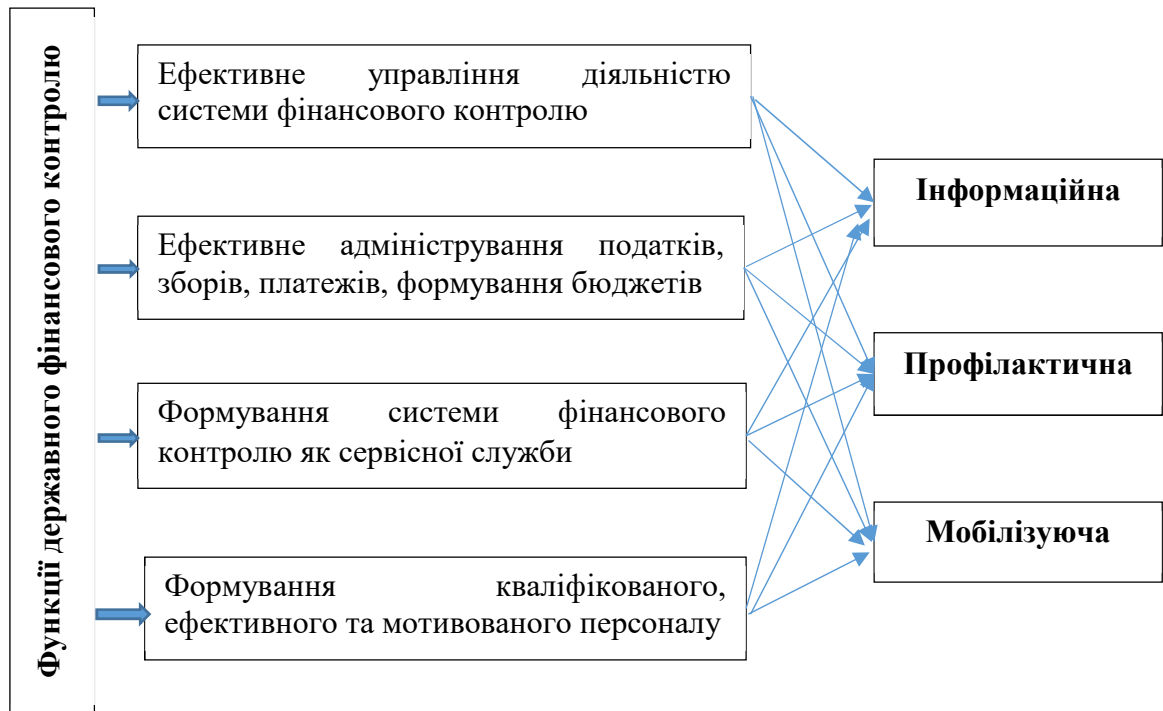 Функції державного фінансового контролю
Ефективне управління діяльністю
системи фінансового контролю
Ефективне адміністрування податків,
зборів, платежів, формування бюджетів
Формування системи фінансового
контролю як сервісної служби
Формування кваліфікованого,
ефективного та мотивованого персоналу
Інформаційна
Профілактична
Мобілізуюча